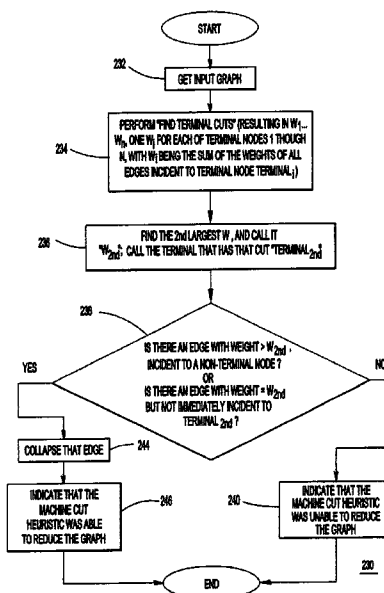 START
232
GET INPUT GRAPH
PERFORM "FIND TERMINAL CUTS" (RESULTING IN W1...
Wn, ONE Wi FOR EACH OF TERMINAL NODES 1 THOUGH
N, WITH Wi BEING THE SUM OF THE WEIGHTS OF ALL
EDGES INCIDENT TO TERMINAL NODE TERMINALi)
234
FIND THE 2nd LARGEST W, AND CALL IT
"W2nd"; CALL THE TERMINAL THAT HAS THAT CUT "TERMINAL2nd"
236
238
IS THERE AN EDGE WITH WEIGHT > W2nd,
INCIDENT TO A NON-TERMINAL NODE?
OR
IS THERE AN EDGE WITH WEIGHT = W2nd
BUT NOT IMMEDIATELY INCIDENT TO
TERMINAL2nd?
YES
NO
COLLAPSE THAT EDGE
244
INDICATE THAT THE
MACHINE CUT
HEURISTIC WAS ABLE
TO REDUCE THE GRAPH
246
240
INDICATE THAT THE
MACHINE CUT HEURISTIC
WAS UNABLE TO REDUCE
THE GRAPH
230
END